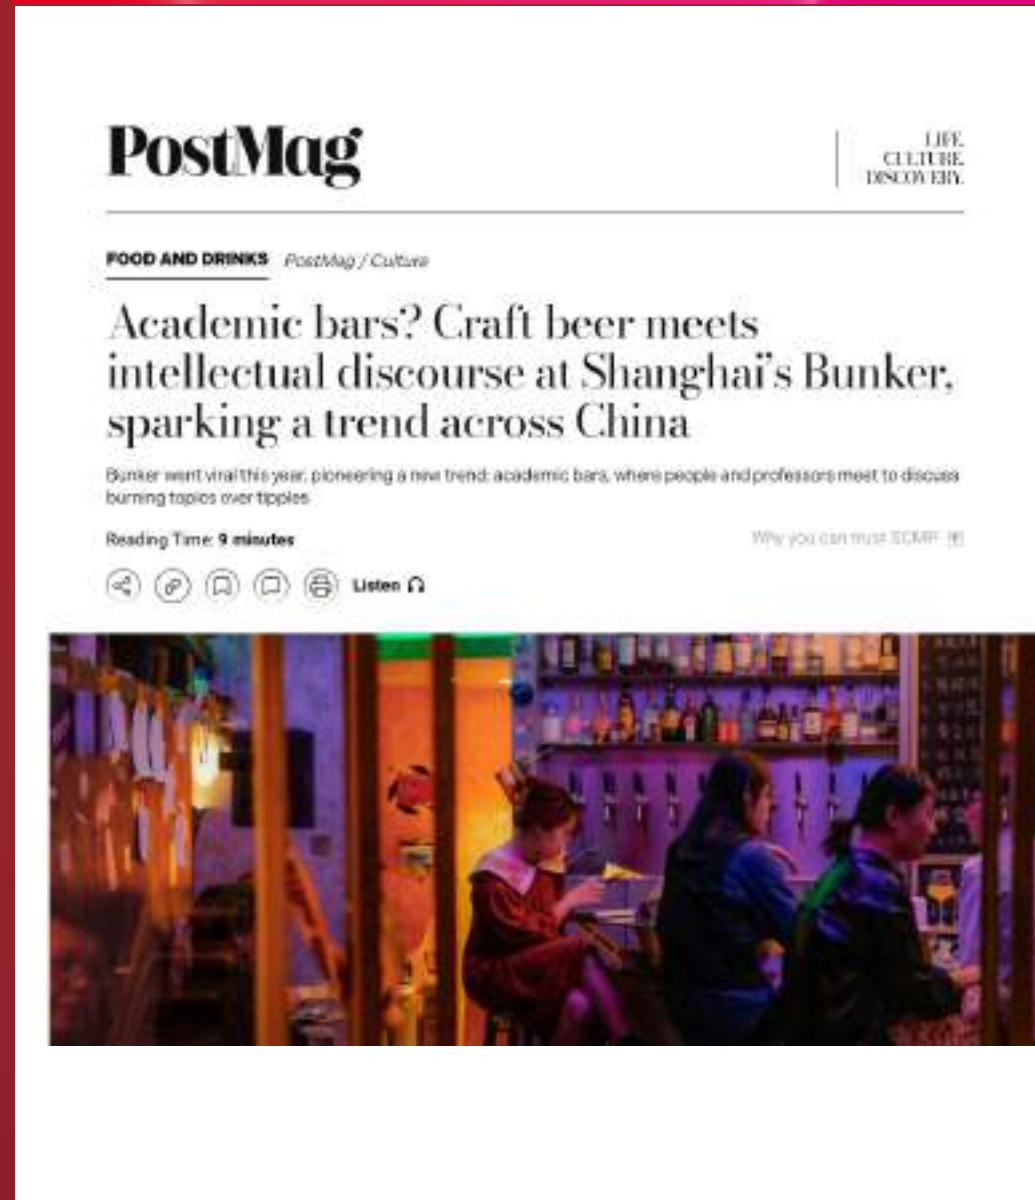 PostMag
LIFE.
CULTURE.
DISCOVERY.
FOOD AND DRINKS PostMag / Culture
Academic bars? Craft beer meets
intellectual discourse at Shanghai's Bunker,
sparking a trend across China
Bunker went viral this year, pioneering a new trend: academic bars, where people and professors meet to discuss
burning topics over tipples
Reading Time: 9 minutes
Why you can trust SCMP
Listen